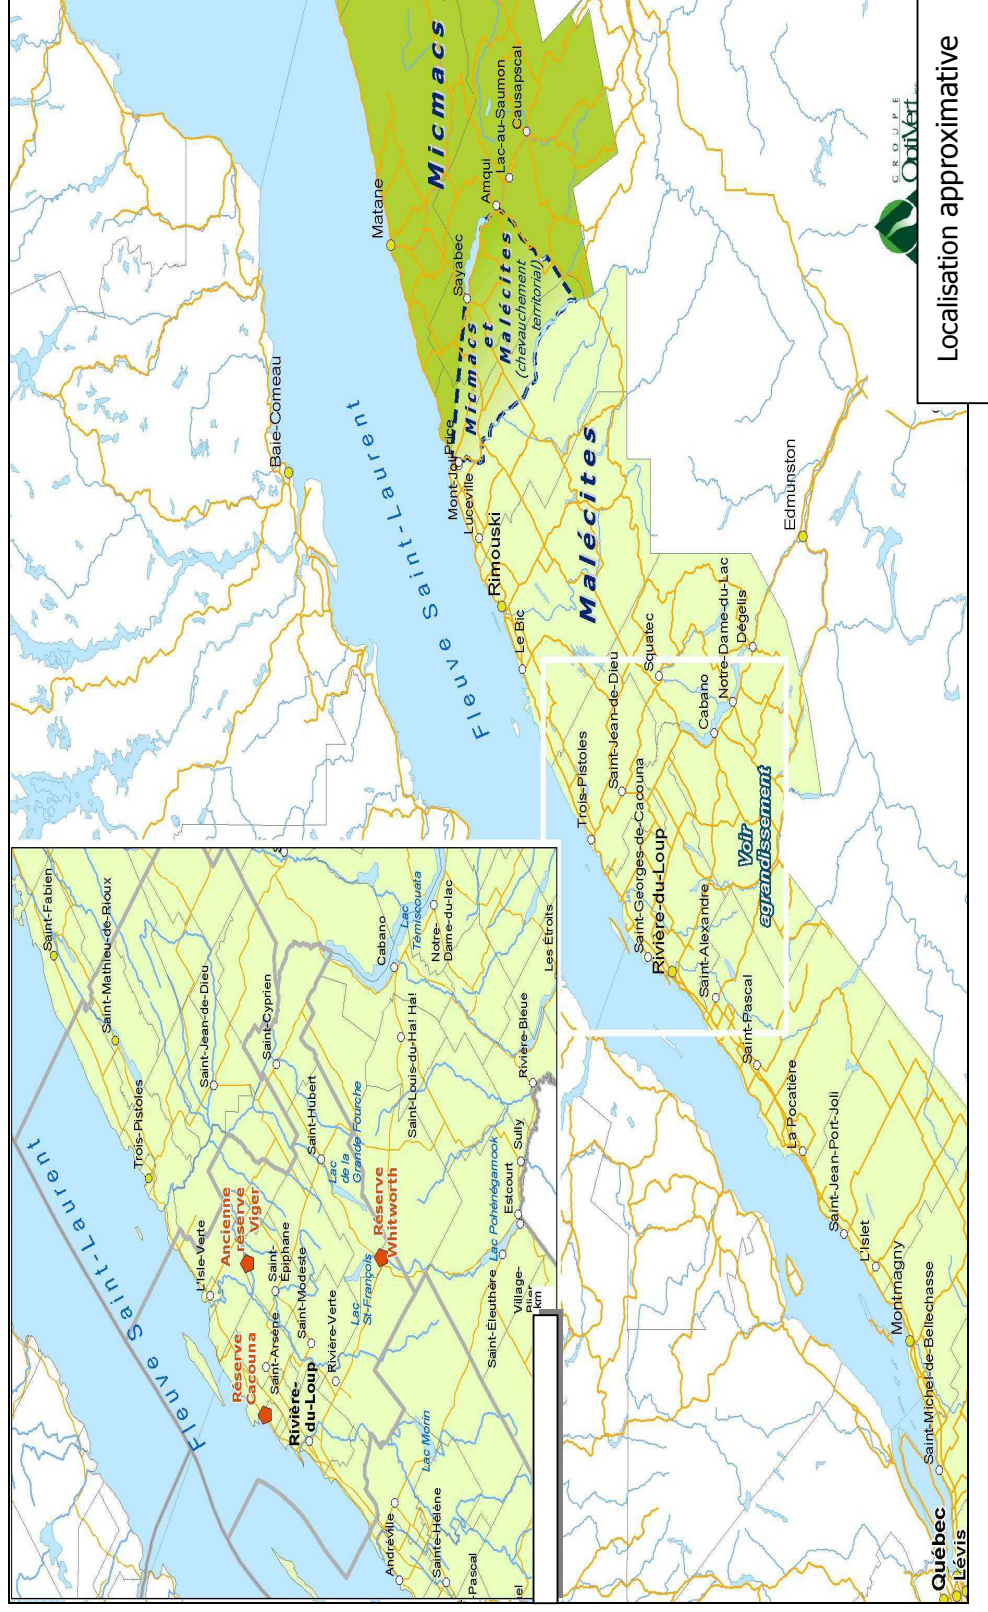 Micmacs
Matane
Causapscal
Lac-au-Saumon
Amqui
Sayabec
Micmacs
et
Malécites
(chevauchement
territorial)
Baie-Comeau
Price
Mont-Joli
Luceville
Fleuve Saint-Laurent
Rimouski
Malécites
Le Bic
Edmunston
Squatec
Notre-Dame-du-Lac
Dégelis
Cabano
Saint-Jean-de-Dieu
Trois-Pistoles
Saint-Georges-de-Cacouna
Rivière-du-Loup
Saint-Alexandre
Voir
agrandissement
Saint-Pascal
La Pocatière
Saint-Jean-Port-Joli
L'Islet
Montmagny
Saint-Michel-de-Bellechasse
Québec
Lévis
Saint-Fabien
Saint-Mathieu-de-Rioux
Trois-Pistoles
Saint-Jean-de-Dieu
Saint-Cyprien
Saint-Hubert
Cabano
Lac
Témiscouata
Notre-
Dame-du-lac
Les Étroits
Saint-Louis-du-Ha! Ha!
Rivière-Bleue
Lac
de la
Grande Fourche
Fleuve Saint-Laurent
L'Isle-Verte
Ancienne
réserve
Viger
Réserve
Whitworth
Sully
Estcourt
Lac Pohénégamook
Saint-
Épiphane
Saint-Modeste
Lac
St-François
Rivière-Verte
Réserve
Cacouna
Saint-Arsène
Rivière-
du-Loup
Saint-Éleuthère
Village-
km
Lac Morin
Andréville
Sainte-Hélène
-Pascal
el
GROUPE
OptiVert
Localisation approximative